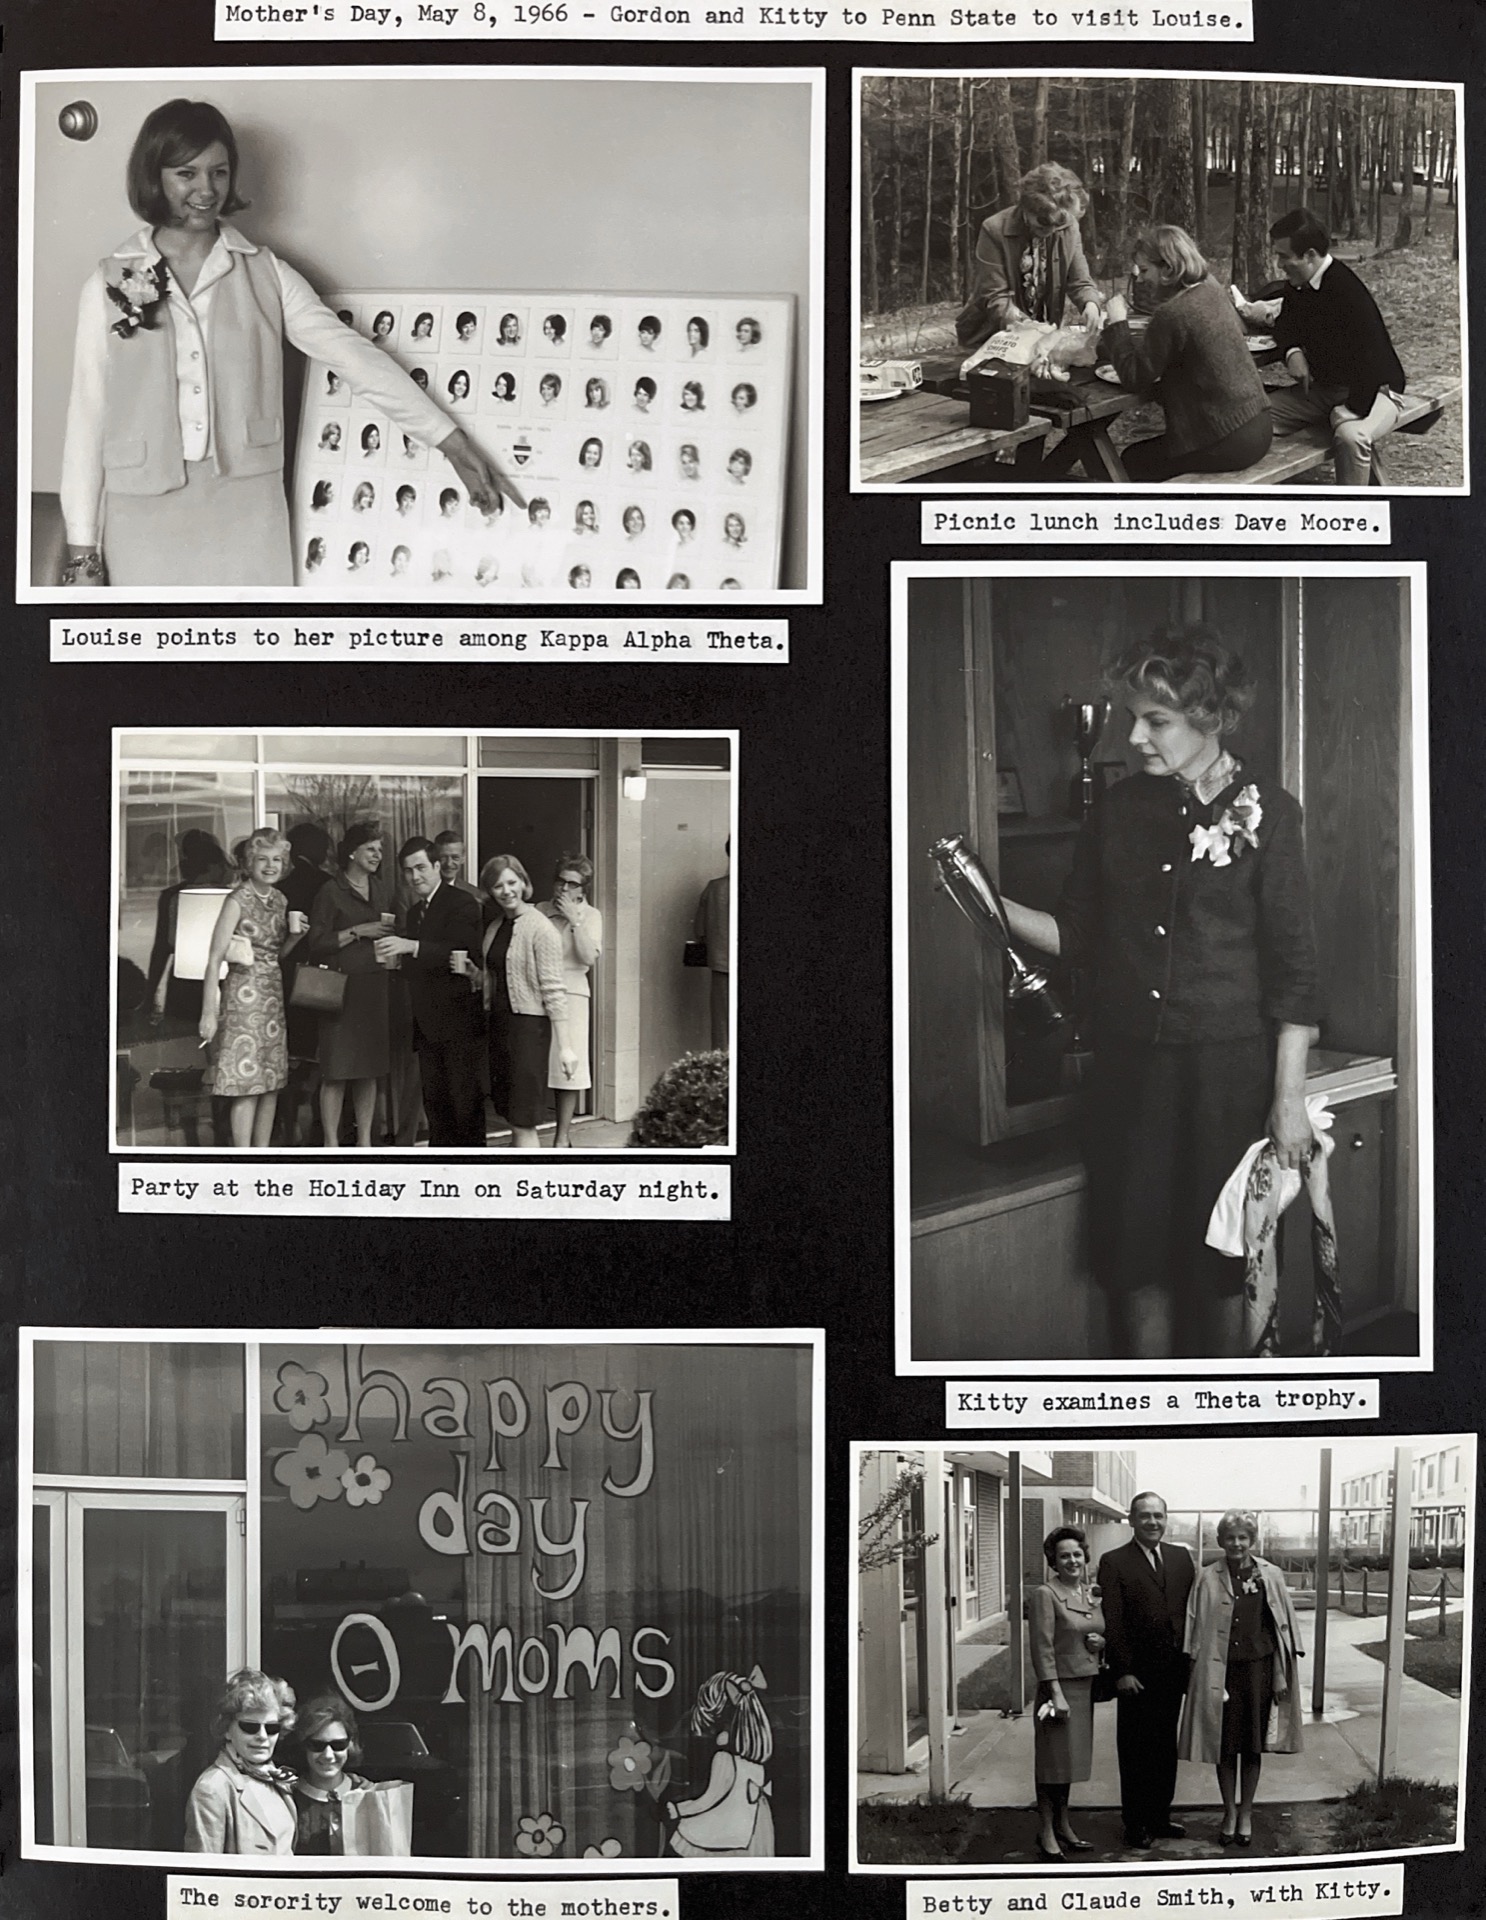 Mother's Day, May 8, 1966 - Gordon and Kitty to Penn State to visit Louise.
Louise points to her picture among Kappa Alpha Theta.
POTATO
CHIPS
Picnic lunch includes Dave Moore.
Party at the Holiday Inn on Saturday night.
Kitty examines a Theta trophy.
happy
day
Θ moms
The sorority welcome to the mothers.
Betty and Claude Smith, with Kitty.